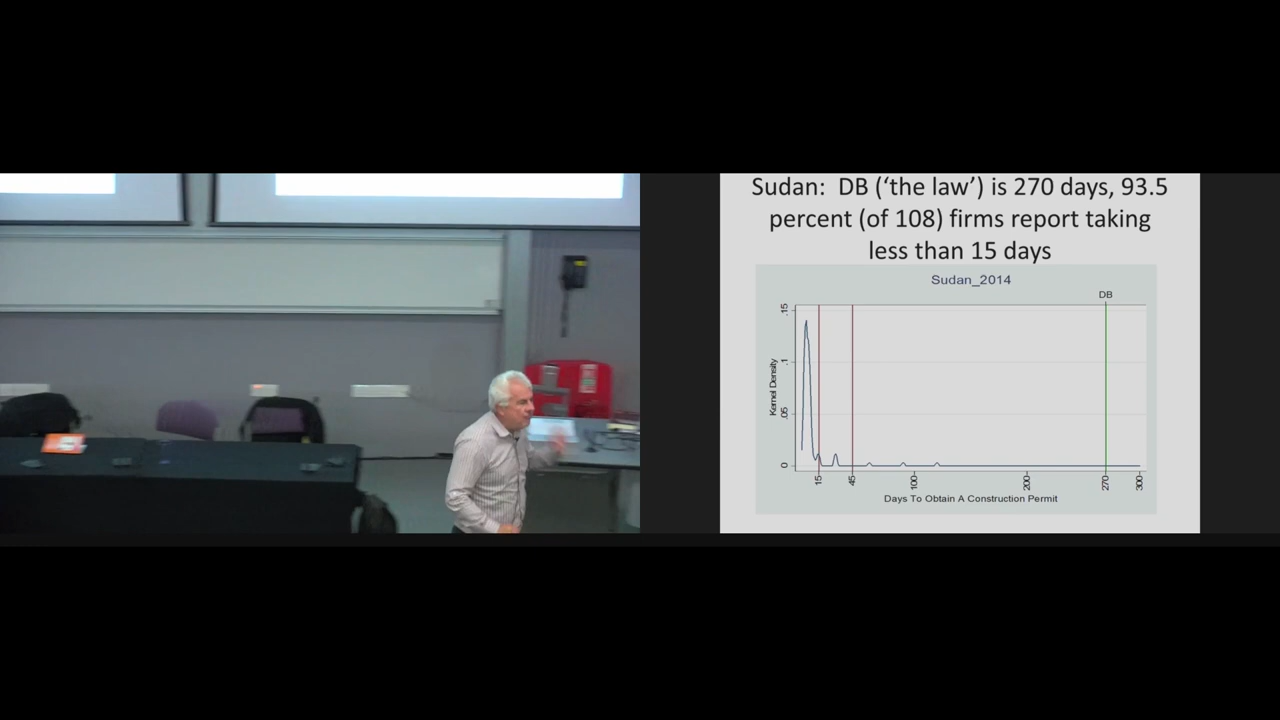 Sudan: DB (‘the law’) is 270 days, 93.5
percent (of 108) firms report taking
less than 15 days
Sudan_2014
DB
Kernel Density
.15
.1
.05
0
15
45
100
200
270
300
Days To Obtain A Construction Permit